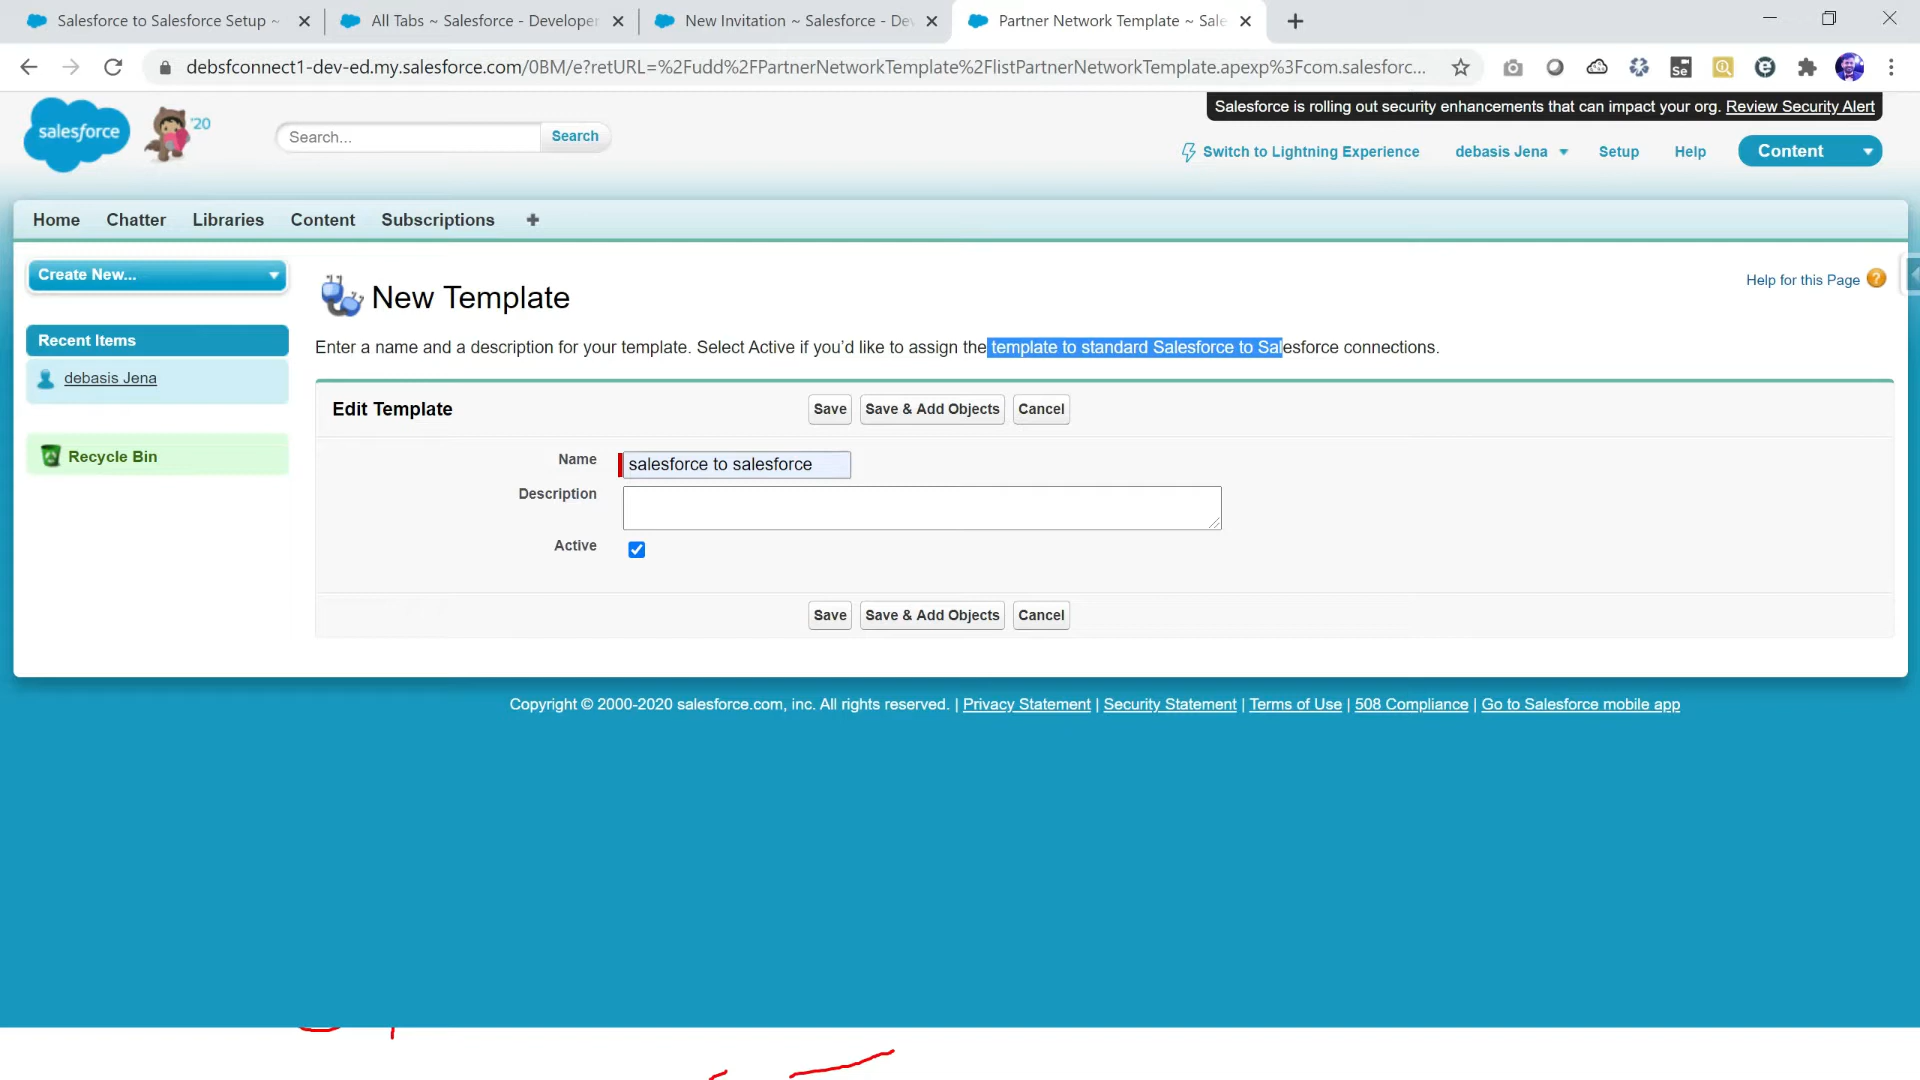 Salesforce to Salesforce Setup ~
All Tabs ~ Salesforce - Developer
New Invitation ~ Salesforce - De
Partner Network Template ~ Sale
debsfconnect1-dev-ed.my.salesforce.com/0BM/e?retURL=%2Fudd%2FPartnerNetworkTemplate%2FlistPartnerNetworkTemplate.apexp%3Fcom.salesforc...
Se
Salesforce is rolling out security enhancements that can impact your org. Review Security Alert
salesforce
'20
Search...
Search
Switch to Lightning Experience
debasis Jena
Setup
Help
Content
Home
Chatter
Libraries
Content
Subscriptions
Create New...
Recent Items
debasis Jena
Recycle Bin
New Template
Help for this Page
Enter a name and a description for your template. Select Active if you'd like to assign the template to standard Salesforce to Salesforce connections.
Edit Template
Save
Save & Add Objects
Cancel
Name
salesforce to salesforce
Description
Active
Save
Save & Add Objects
Cancel
Copyright © 2000-2020 salesforce.com, inc. All rights reserved. | Privacy Statement | Security Statement | Terms of Use | 508 Compliance | Go to Salesforce mobile app